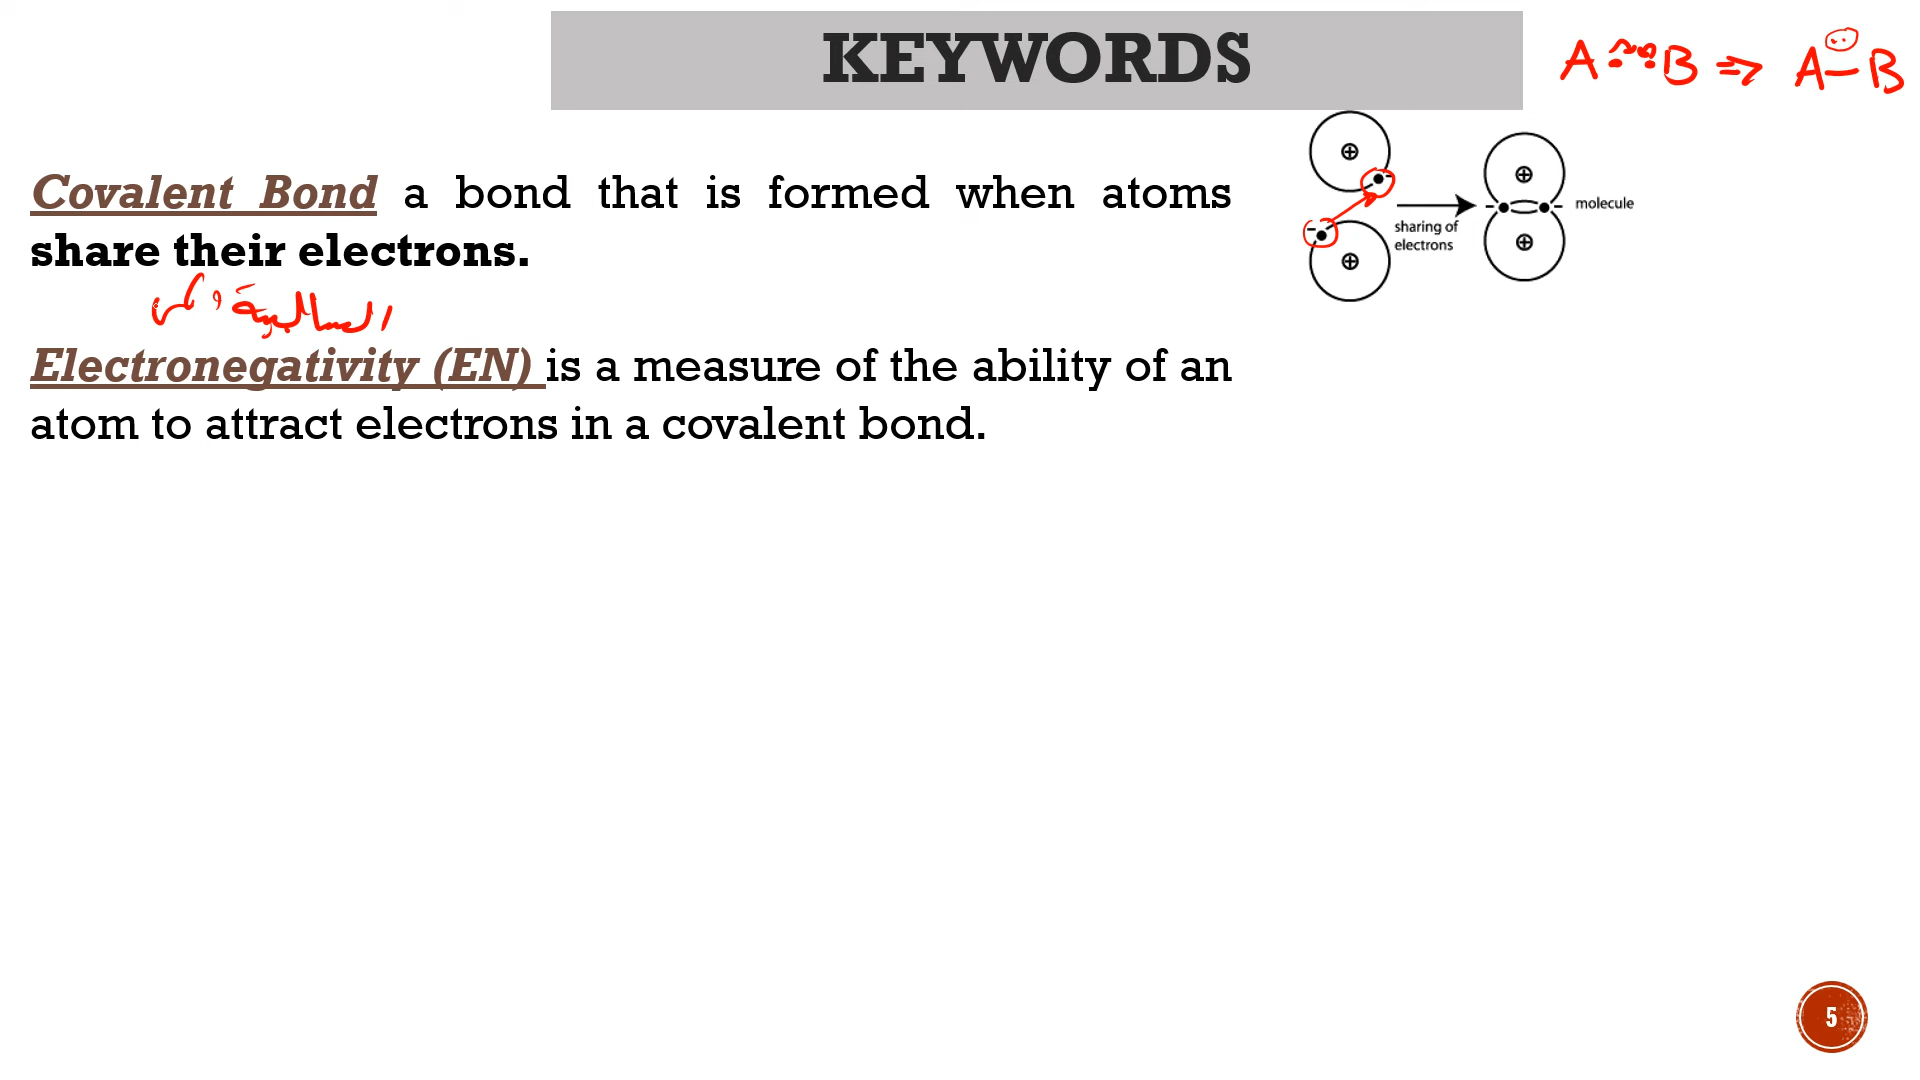 KEYWORDS
A B ⇒ A–B
Covalent Bond a bond that is formed when atoms
share their electrons.
sharing of
electrons
molecule
السالبية
Electronegativity (EN) is a measure of the ability of an
atom to attract electrons in a covalent bond.
5